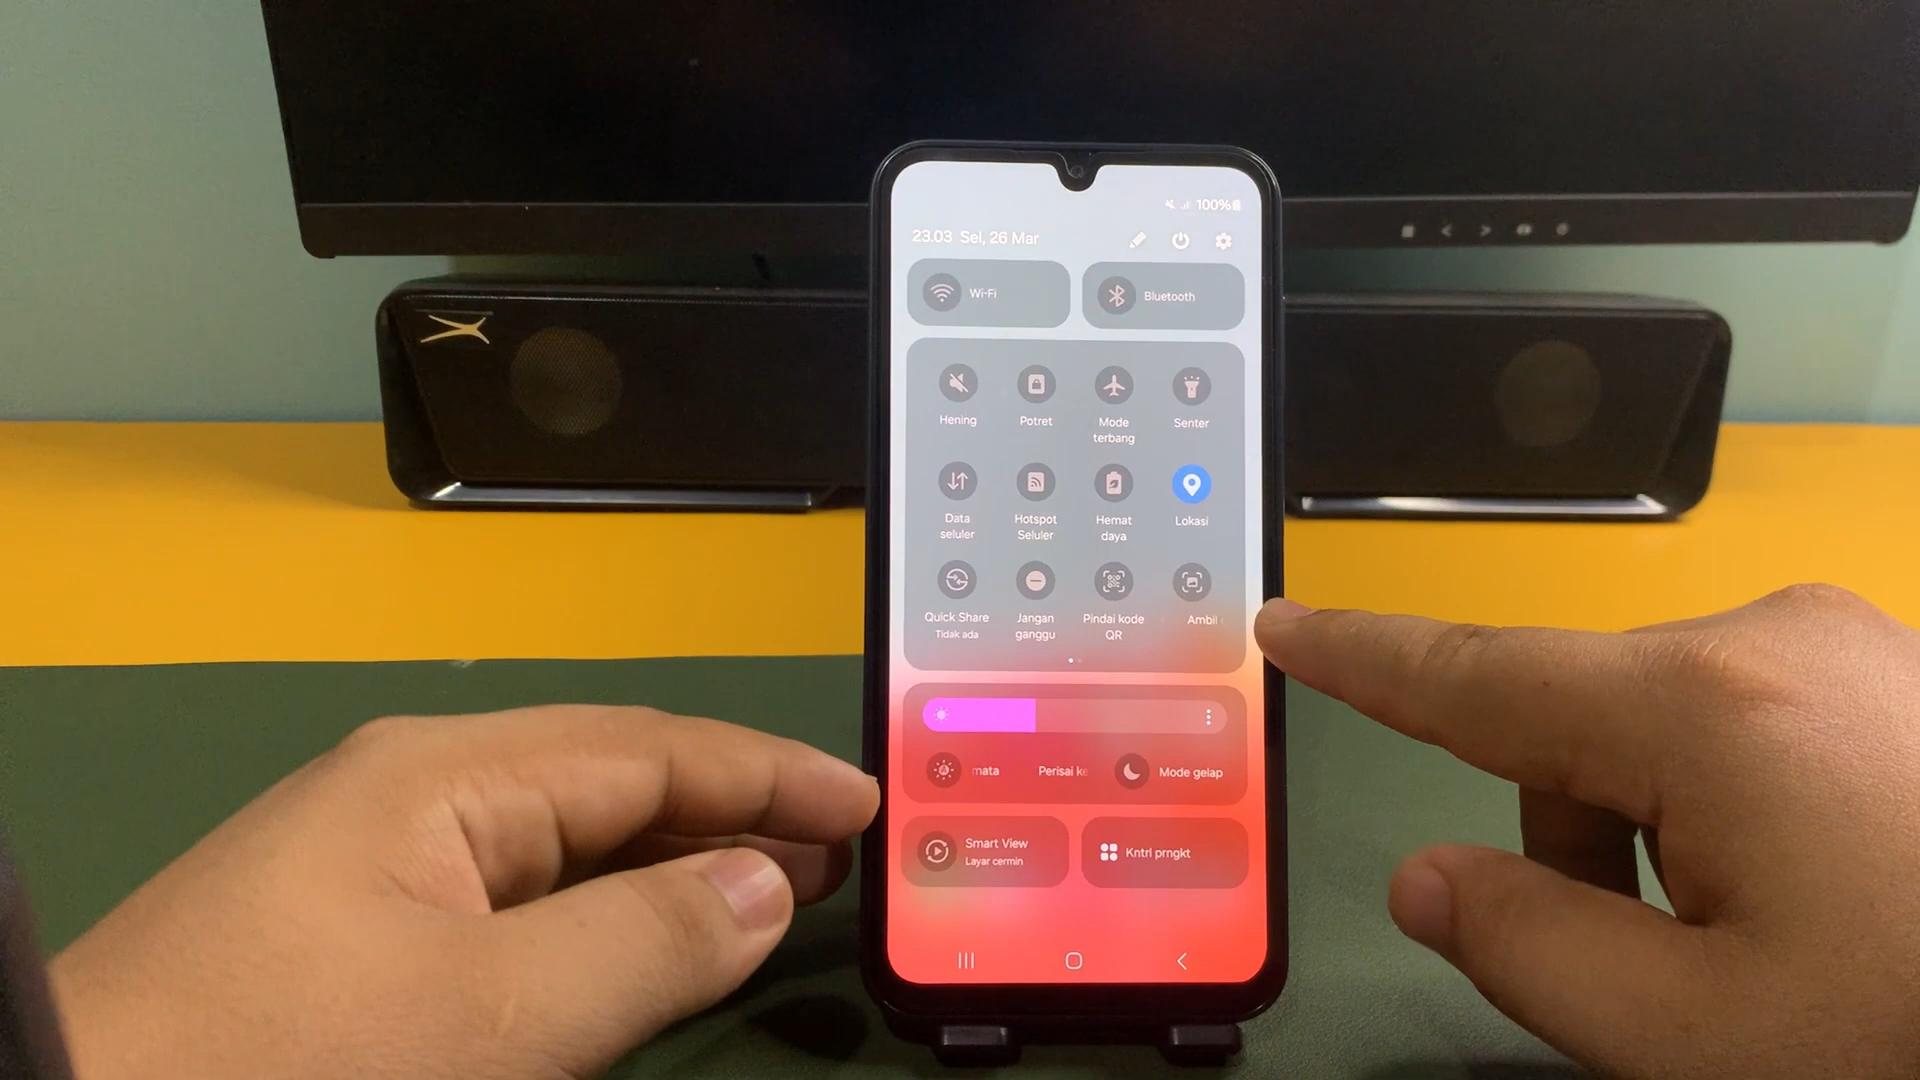 100%
23.03 Sel, 26 Mar
Wi-Fi
Bluetooth
Hening
Potret
Mode
terbang
Senter
Data
seluler
Hotspot
Seluler
Hemat
daya
Lokasi
Quick Share
Tidak ada
Jangan
ganggu
Pindai kode
QR
Ambil
mata
Perisai ke
Mode gelap
Smart View
Layar cermin
Kntrl prngkt